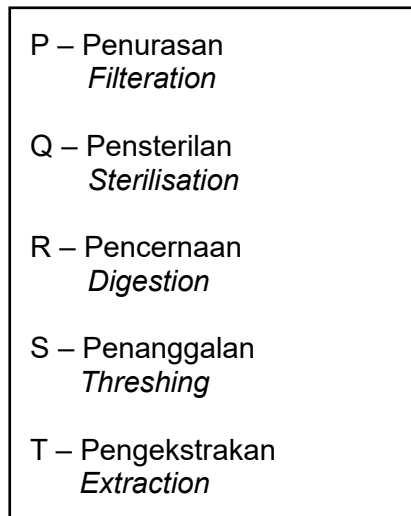 P – Penurasan
Filteration
Q – Pensterilan
Sterilisation
R – Pencernaan
Digestion
S – Penanggalan
Threshing
T – Pengekstrakan
Extraction